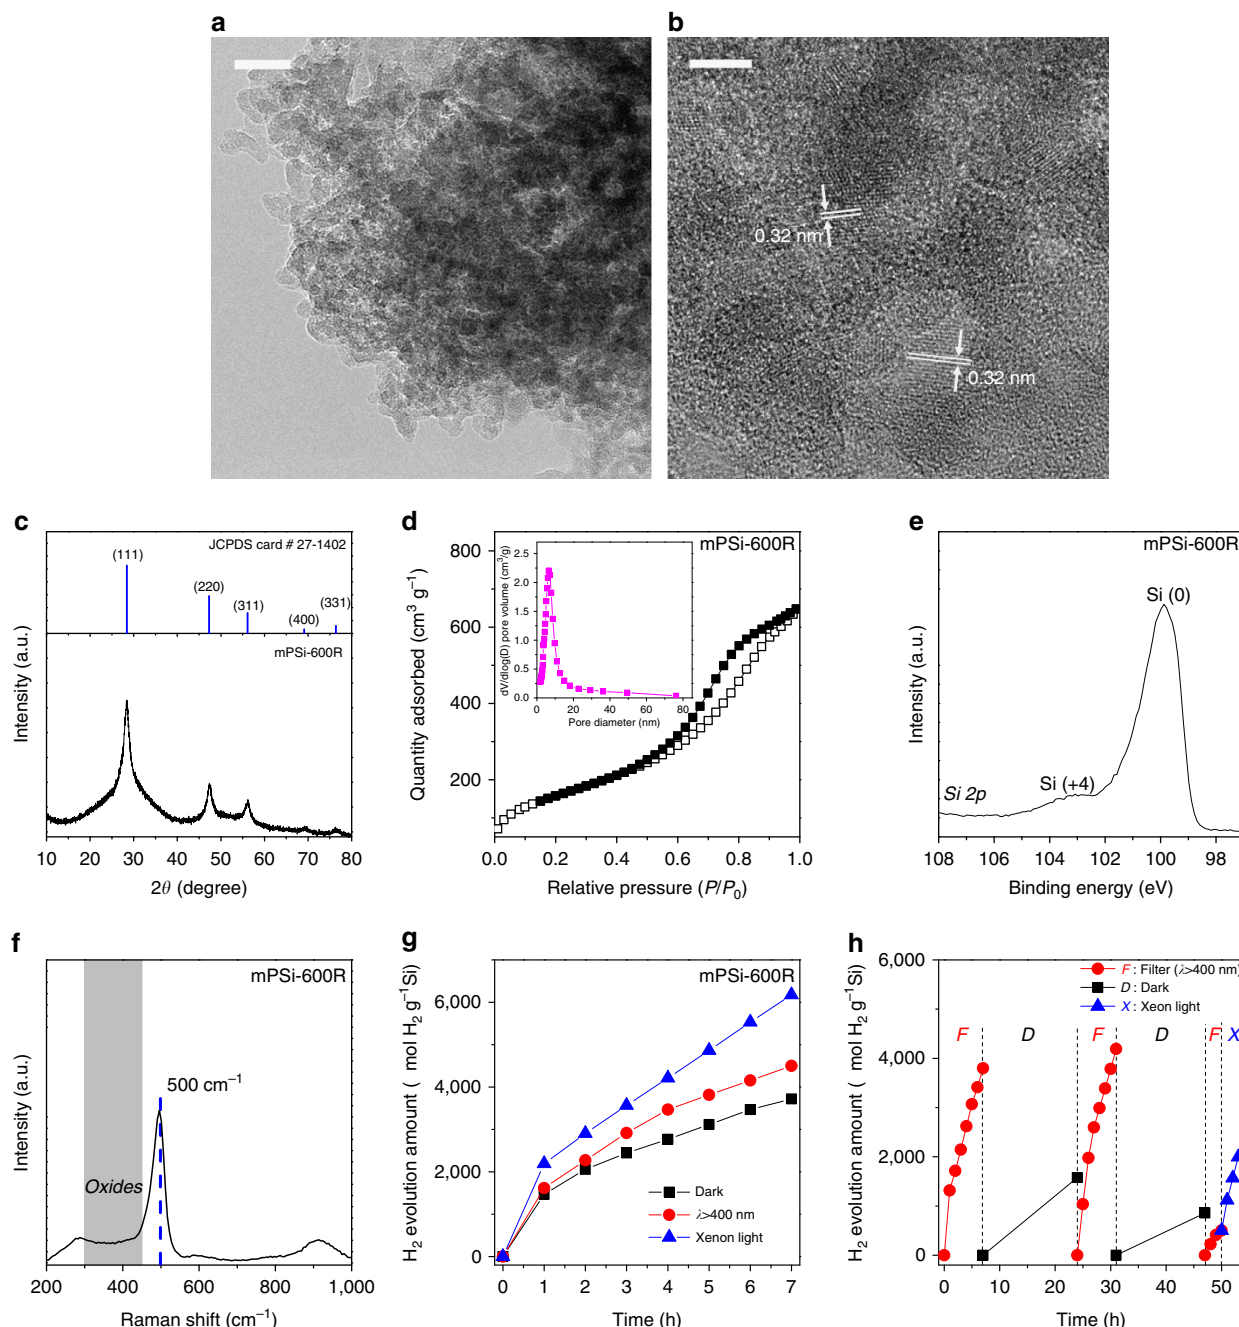 a
b
0.32 nm
0.32 nm
c
JCPDS card # 27-1402
(111)
(220)
(311)
(400)
(331)
mPSi-600R
Intensity (a.u.)
10 20 30 40 50 60 70 80
2θ (degree)
d
mPSi-600R
Quantity adsorbed (cm³ g⁻¹)
800
600
400
200
0.0 0.2 0.4 0.6 0.8 1.0
Relative pressure (P/P₀)
dV/dlog(D) pore volume (cm³/g)
2.5
2.0
1.5
1.0
0.5
0.0
0 20 40 60 80
Pore diameter (nm)
e
mPSi-600R
Si (0)
Si (+4)
Si 2p
Intensity (a.u.)
108 106 104 102 100 98
Binding energy (eV)
f
mPSi-600R
500 cm⁻¹
Oxides
Intensity (a.u.)
200 400 600 800 1,000
Raman shift (cm⁻¹)
g
mPSi-600R
H₂ evolution amount ( mol H₂ g⁻¹Si)
6,000
4,000
2,000
0
Dark
λ>400 nm
Xenon light
0 1 2 3 4 5 6 7
Time (h)
h
H₂ evolution amount ( mol H₂ g⁻¹Si)
6,000
4,000
2,000
0
F : Filter (λ>400 nm)
D : Dark
X : Xeon light
F D F D F X
0 10 20 30 40 50
Time (h)